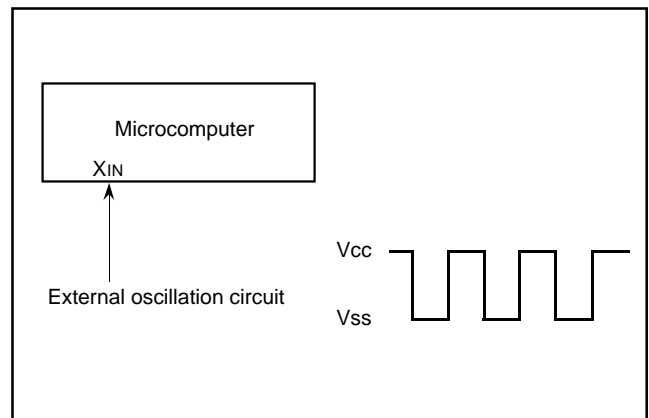 Microcomputer
XIN
External oscillation circuit
Vcc
Vss